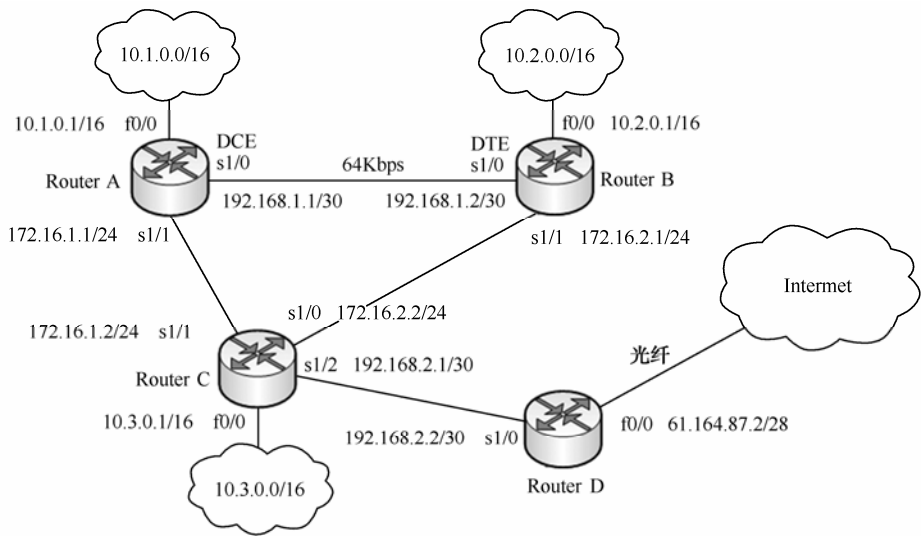 10.1.0.0/16
10.2.0.0/16
10.1.0.1/16 f0/0
f0/0 10.2.0.1/16
DCE
DTE
s1/0
64Kbps
s1/0
Router A
Router B
192.168.1.1/30
192.168.1.2/30
172.16.1.1/24 s1/1
s1/1 172.16.2.1/24
Internet
s1/0 172.16.2.2/24
172.16.1.2/24 s1/1
光纤
s1/2 192.168.2.1/30
Router C
10.3.0.1/16 f0/0
f0/0 61.164.87.2/28
192.168.2.2/30 s1/0
10.3.0.0/16
Router D